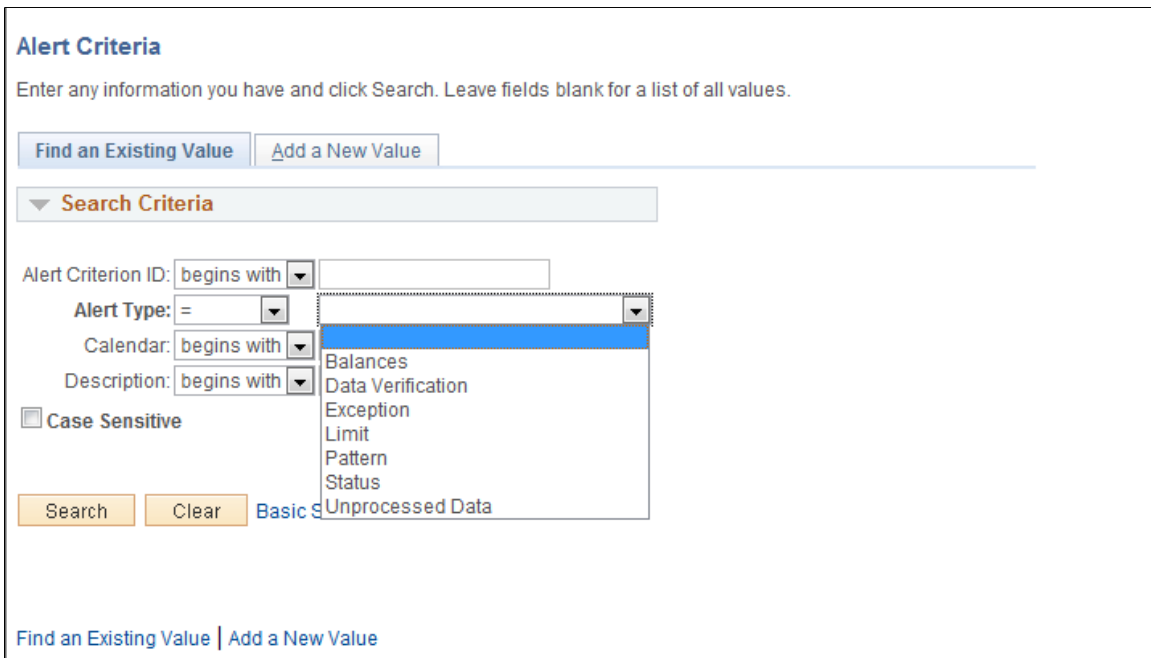 Alert Criteria
Enter any information you have and click Search. Leave fields blank for a list of all values.
Find an Existing Value Add a New Value
Search Criteria
Alert Criterion ID: begins with
Alert Type: =
Calendar: begins with
Description: begins with
Balances
Data Verification
Exception
Limit
Pattern
Status
Unprocessed Data
Case Sensitive
Search Clear Basic S
Find an Existing Value | Add a New Value